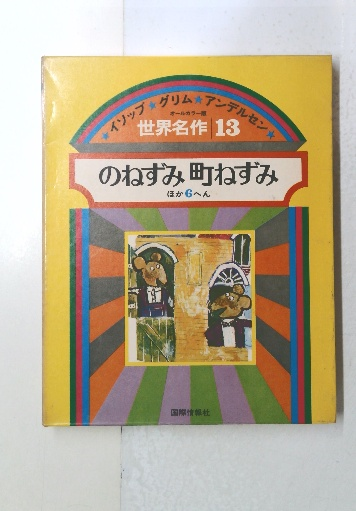 ★イソップ★グリム★アンデルセン★
オールカラー版
世界名作 13
のねずみ 町ねずみ
ほか6ぺん
国際情報社